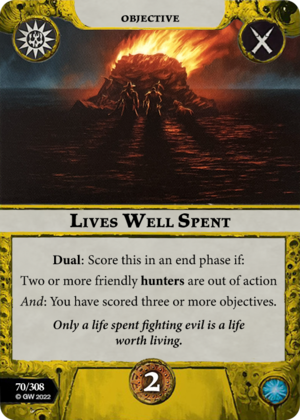 OBJECTIVE
LIVES WELL SPENT
Dual: Score this in an end phase if:
Two or more friendly hunters are out of action
And: You have scored three or more objectives.
Only a life spent fighting evil is a life
worth living.
70/308
© GW 2022
2